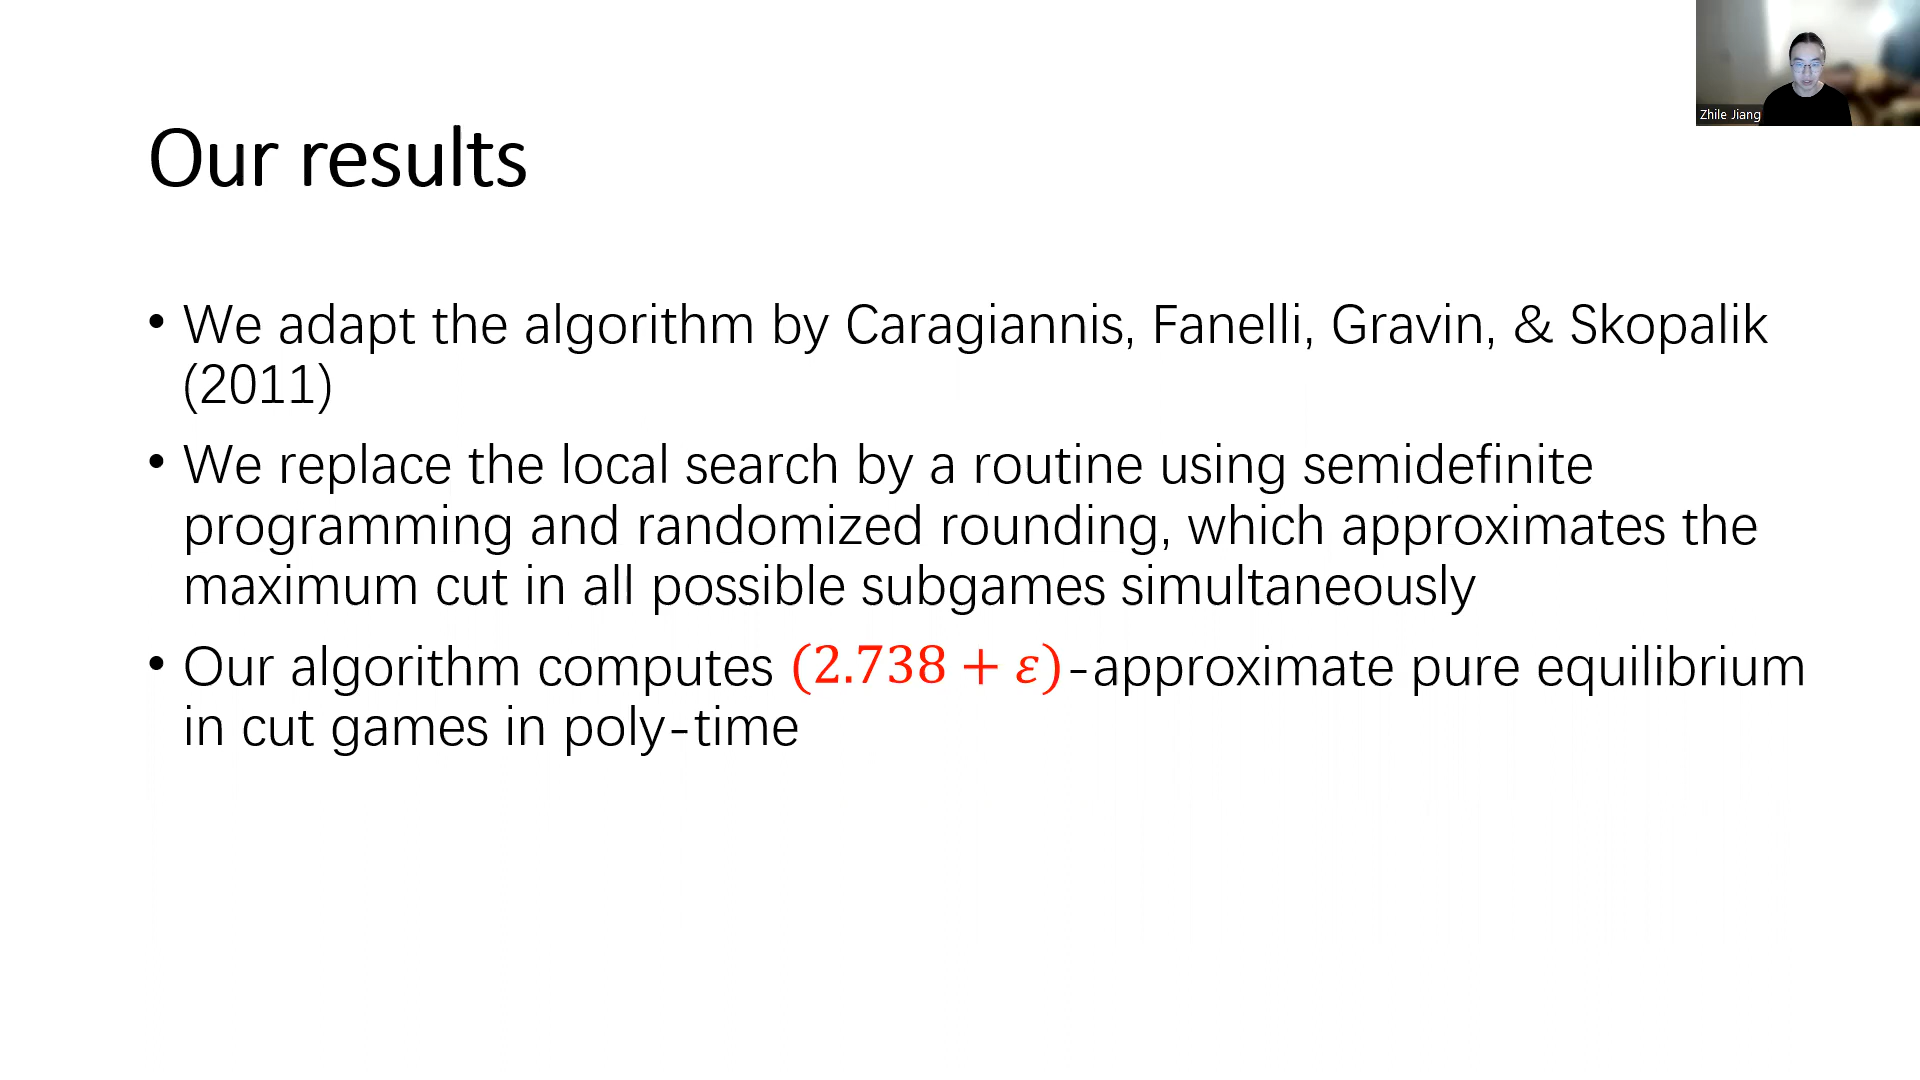 Zhile Jiang
Our results
• We adapt the algorithm by Caragiannis, Fanelli, Gravin, & Skopalik
(2011)
• We replace the local search by a routine using semidefinite
programming and randomized rounding, which approximates the
maximum cut in all possible subgames simultaneously
• Our algorithm computes (2.738 + ε)-approximate pure equilibrium
in cut games in poly-time